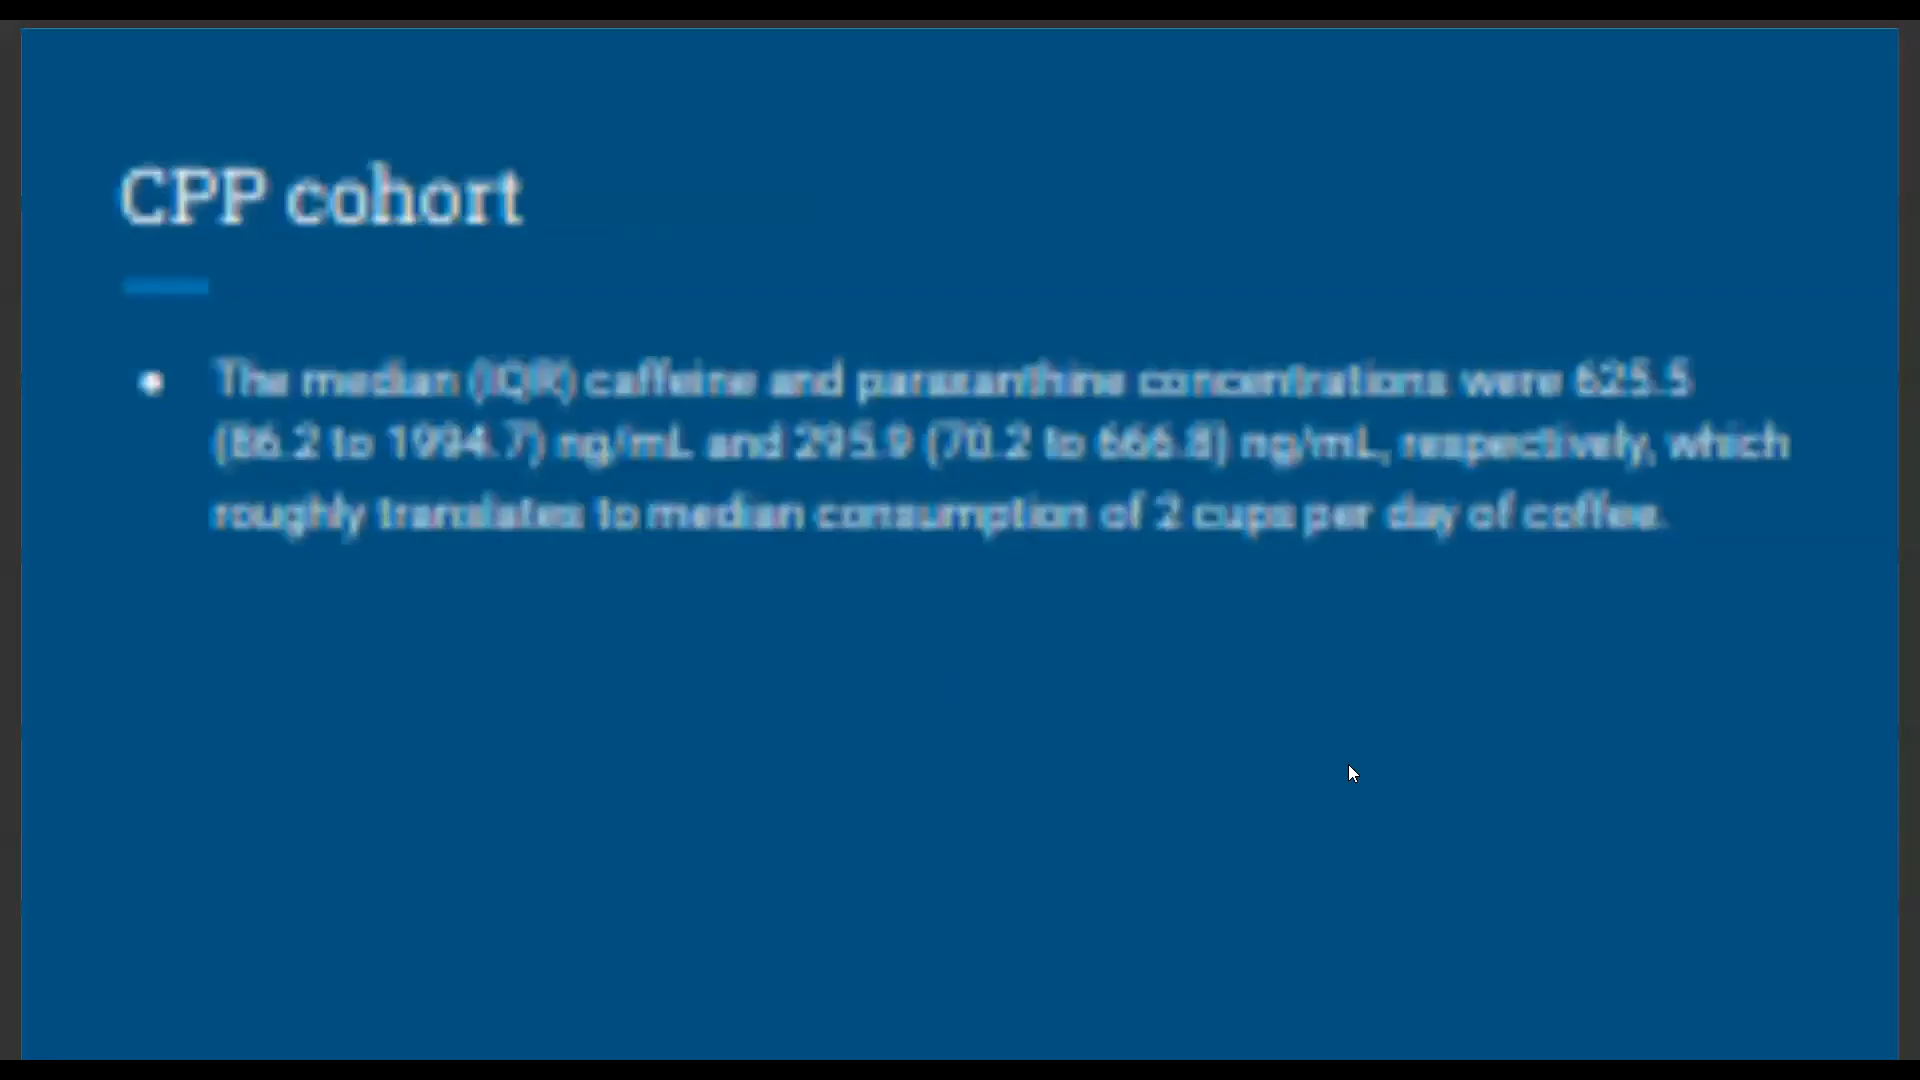 CPP cohort
• The median (IQR) caffeine and paraxanthine concentrations were 625.5
(86.2 to 1994.7) ng/mL and 295.9 (70.2 to 666.8) ng/mL, respectively, which
roughly translates to median consumption of 2 cups per day of coffee.